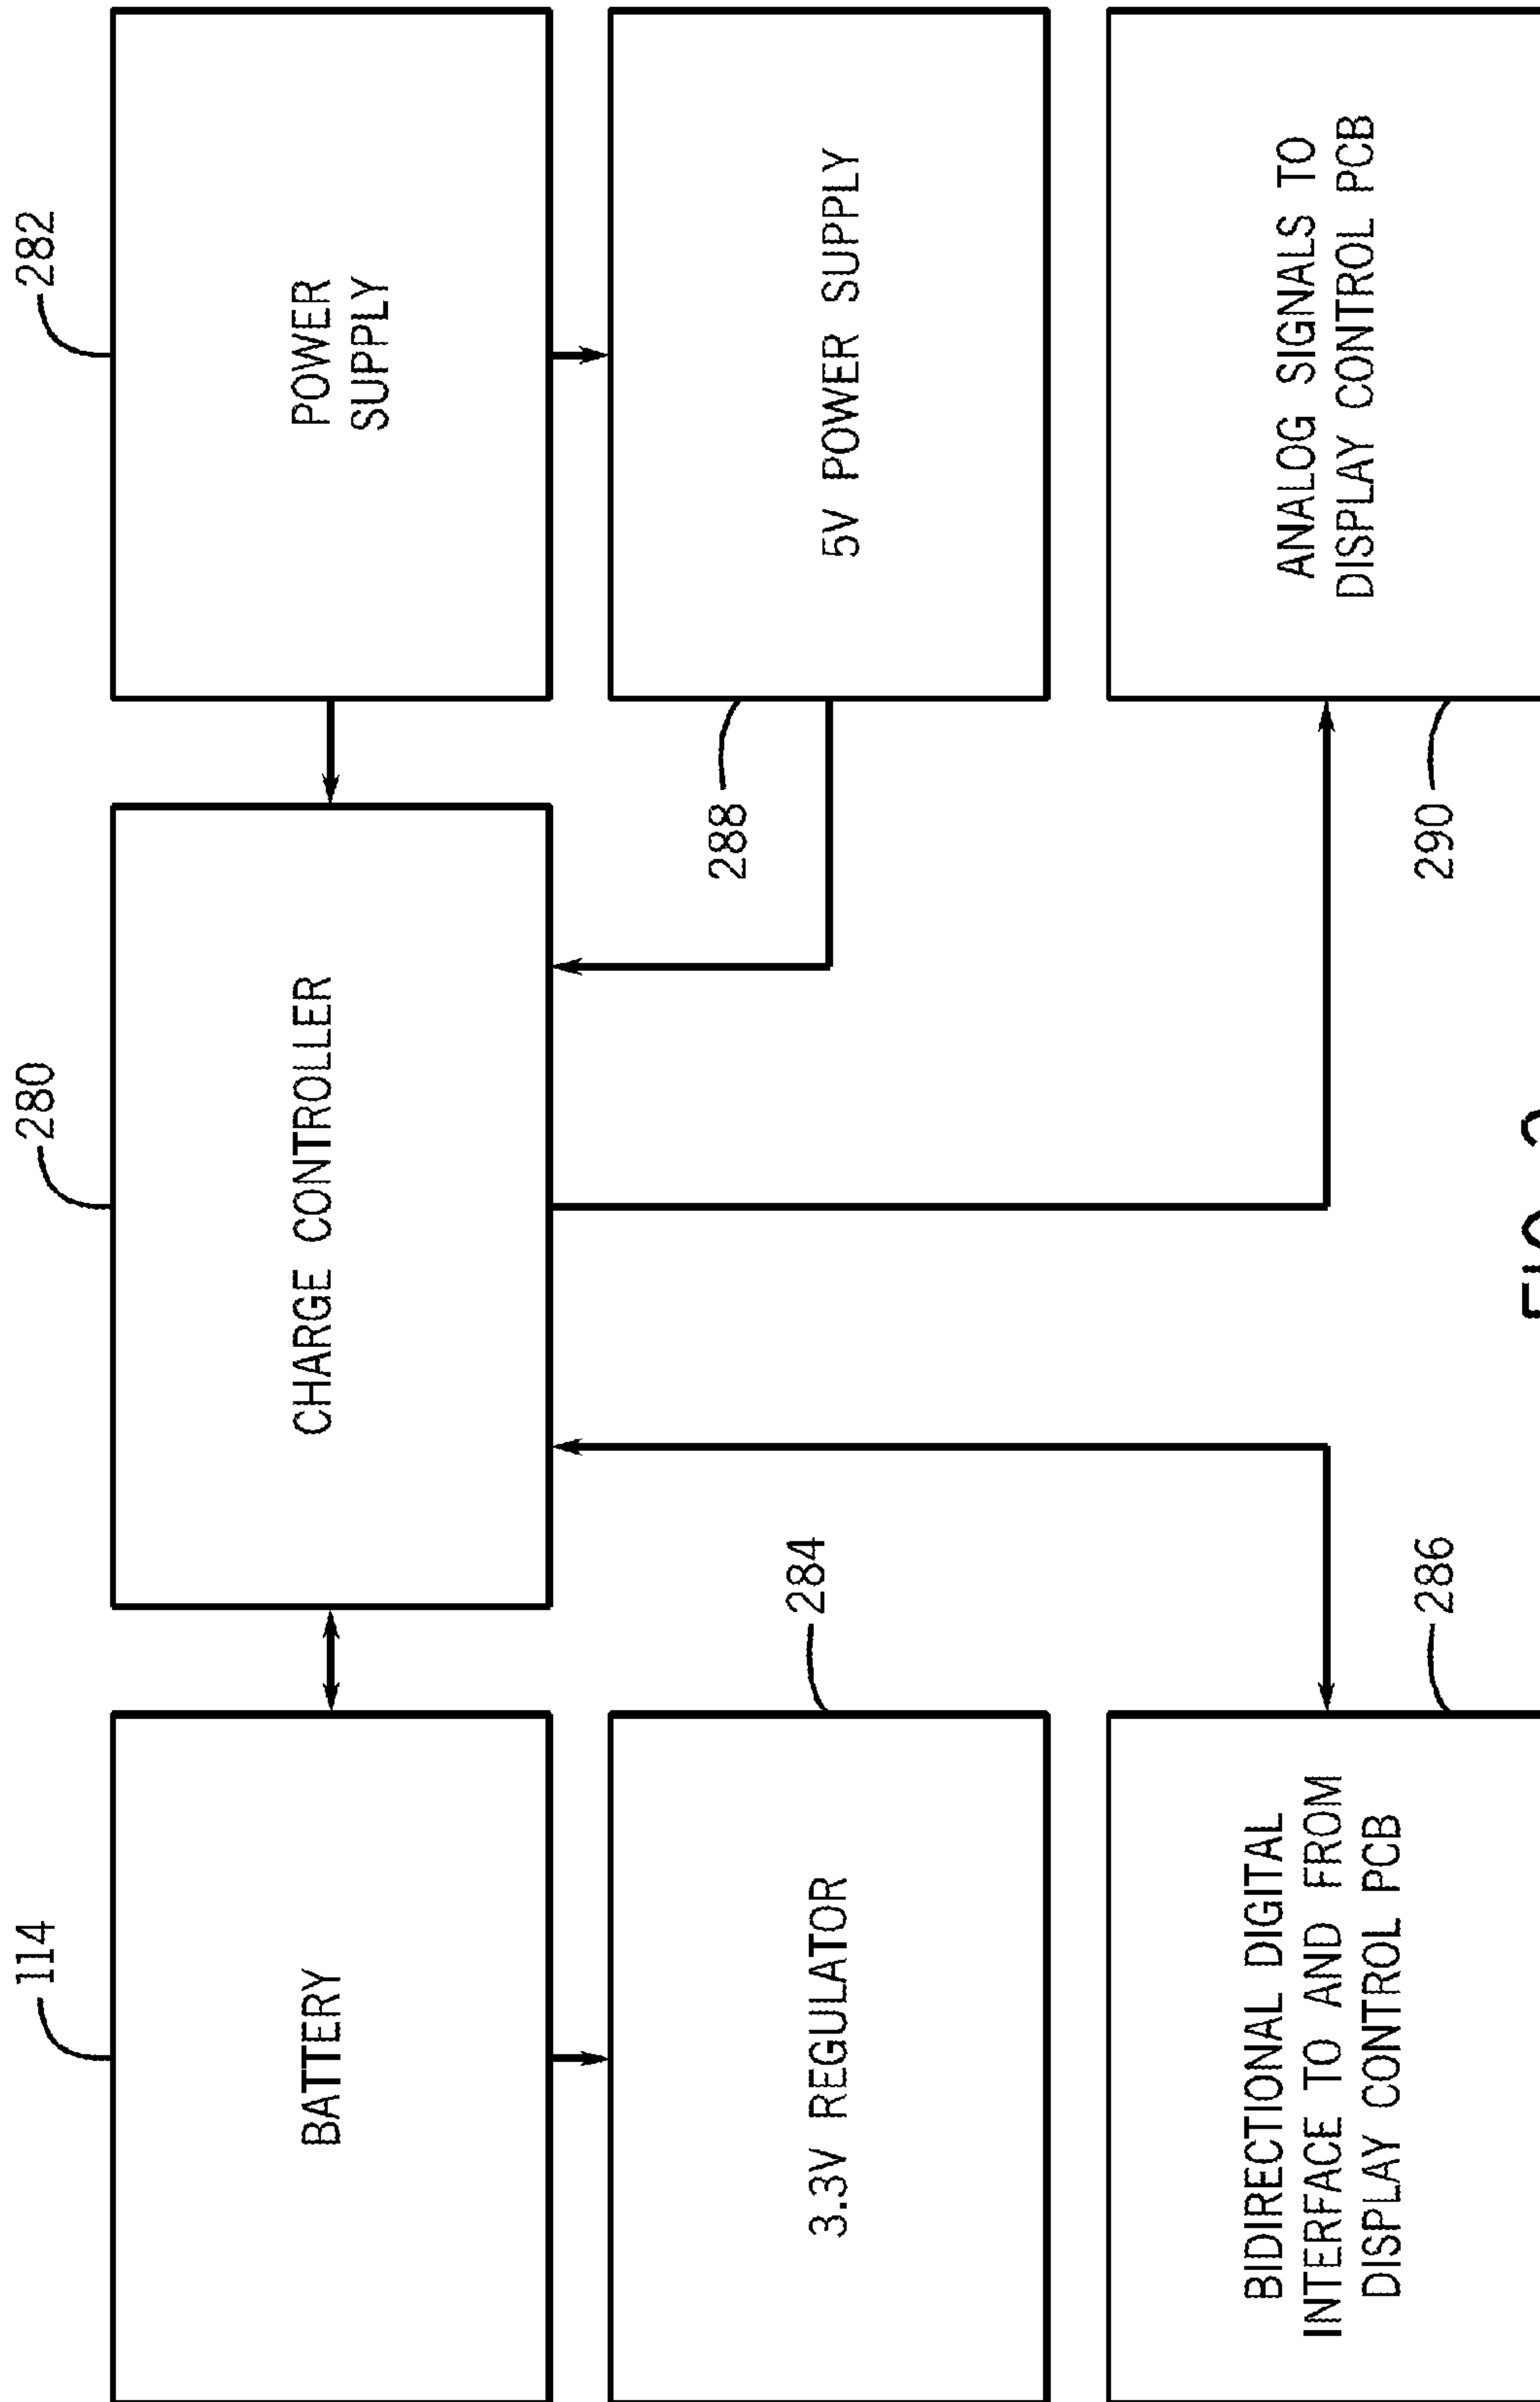 114
280
282
BATTERY
CHARGE CONTROLLER
POWER
SUPPLY
284
288
3.3V REGULATOR
5V POWER SUPPLY
286
290
BIDIRECTIONAL DIGITAL
INTERFACE TO AND FROM
DISPLAY CONTROL PCB
ANALOG SIGNALS TO
DISPLAY CONTROL PCB